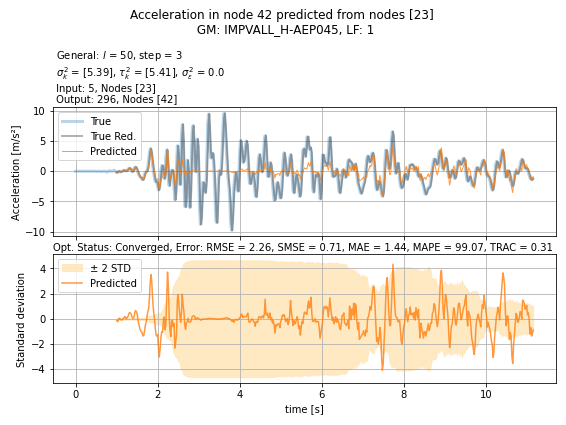 Acceleration in node 42 predicted from nodes [23]
GM: IMPVALL_H-AEP045, LF: 1
General: l = 50, step = 3
σ²ₖ = [5.39], τ²ₖ = [5.41], σ²ε = 0.0
Input: 5, Nodes [23]
Output: 296, Nodes [42]
Acceleration [m/s²]
10
5
0
−5
−10
True
True Red.
Predicted
Opt. Status: Converged, Error: RMSE = 2.26, SMSE = 0.71, MAE = 1.44, MAPE = 99.07, TRAC = 0.31
Standard deviation
4
2
0
−2
−4
± 2 STD
Predicted
0 2 4 6 8 10
time [s]